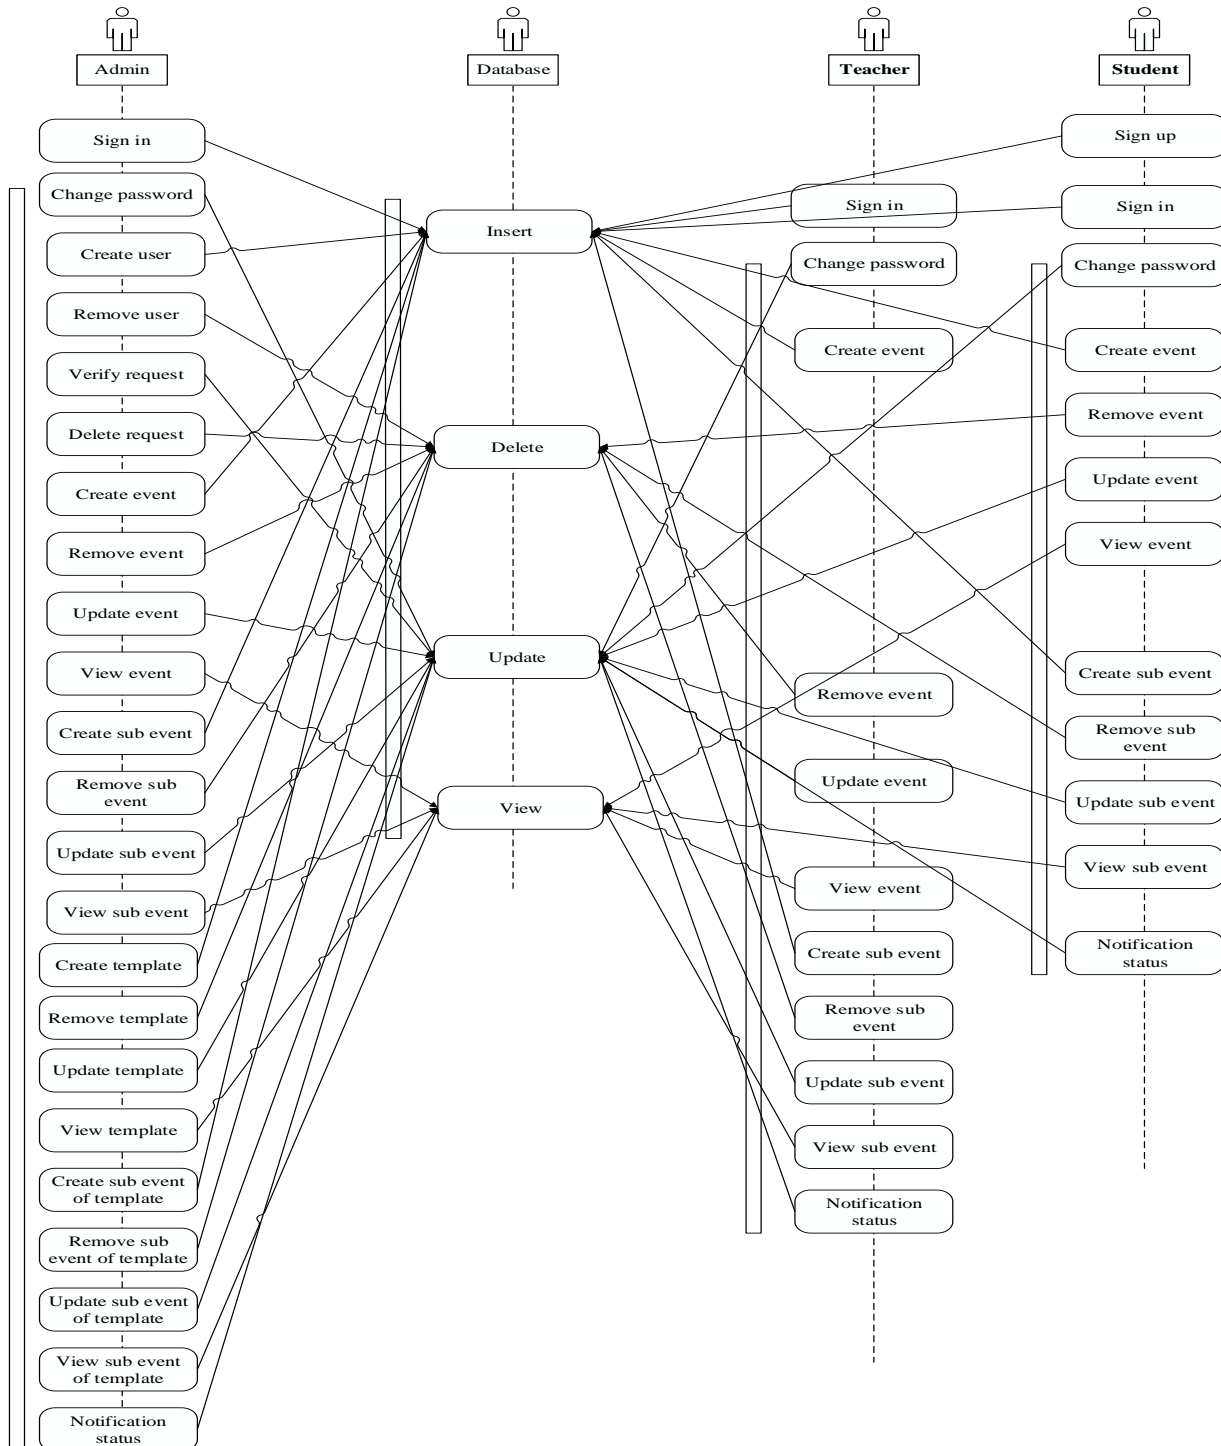 Admin
Database
Teacher
Student
Sign in
Change password
Create user
Remove user
Verify request
Delete request
Create event
Remove event
Update event
View event
Create sub event
Remove sub
event
Update sub event
View sub event
Create template
Remove template
Update template
View template
Create sub event
of template
Remove sub
event of template
Update sub event
of template
View sub event
of template
Notification
status
Insert
Delete
Update
View
Sign in
Change password
Create event
Remove event
Update event
View event
Create sub event
Remove sub
event
Update sub event
View sub event
Notification
status
Sign up
Sign in
Change password
Create event
Remove event
Update event
View event
Create sub event
Remove sub
event
Update sub event
View sub event
Notification
status